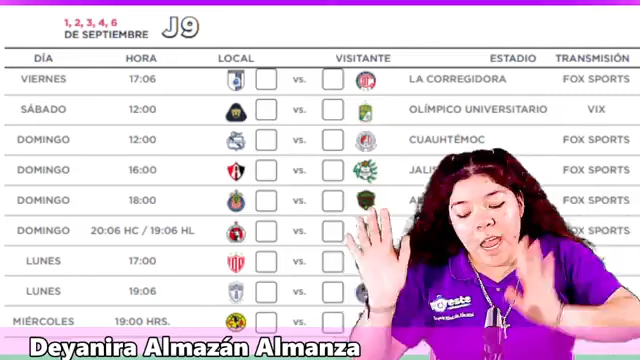 1, 2, 3, 4, 6
DE SEPTIEMBRE J9
DÍA HORA LOCAL VISITANTE ESTADIO TRANSMISIÓN
VIERNES 17:06 vs. LA CORREGIDORA FOX SPORTS
SÁBADO 12:00 vs. OLÍMPICO UNIVERSITARIO VIX
DOMINGO 12:00 vs. CUAUHTÉMOC FOX SPORTS
DOMINGO 16:00 vs. JALIS FOX SPORTS
DOMINGO 18:00 vs. FOX SPORTS
DOMINGO 20:06 HC / 19:06 HL vs. FOX SPORTS
LUNES 17:00 vs.
LUNES 19:06 vs.
MIÉRCOLES 19:00 HRS. vs.
Deyanira Almazán Almanza